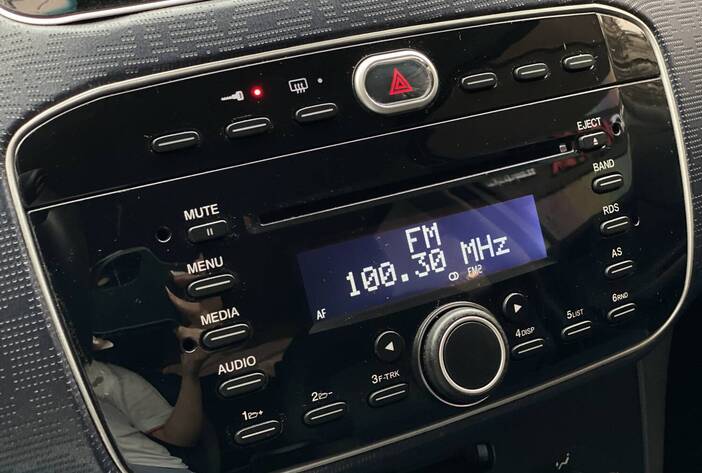 EJECT
MUTE
BAND
MENU
RDS
MEDIA
AS
AUDIO
FM
100.30 MHz
FM2
AF
1 +
2 -
3F-TRK
4DISP
5LIST
6RND